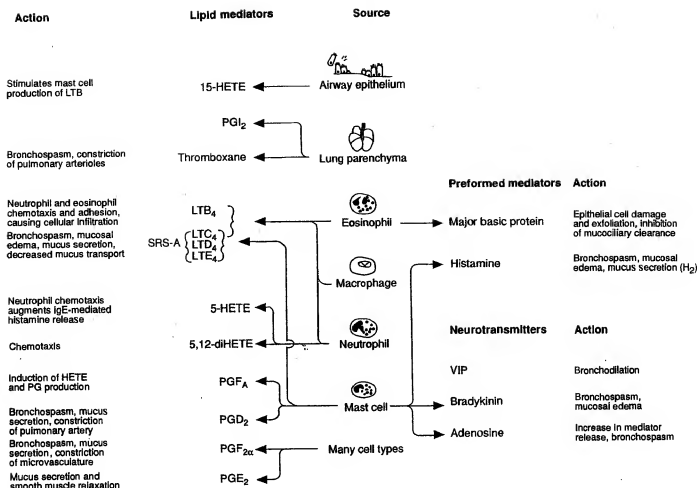 Action
Lipid mediators
Source
Stimulates mast cell
production of LTB
15-HETE
Airway epithelium
PGI2
Bronchospasm, constriction
of pulmonary arterioles
Thromboxane
Lung parenchyma
Preformed mediators
Action
Neutrophil and eosinophil
chemotaxis and adhesion,
causing cellular infiltration
LTB4
Eosinophil
Major basic protein
Epithelial cell damage
and exfoliation, inhibition
of mucociliary clearance
Bronchospasm, mucosal
edema, mucus secretion,
decreased mucus transport
SRS-A
LTC4
LTD4
LTE4
Macrophage
Histamine
Bronchospasm, mucosal
edema, mucus secretion (H2)
Neutrophil chemotaxis
augments IgE-mediated
histamine release
5-HETE
Chemotaxis
5,12-diHETE
Neutrophil
Neurotransmitters
Action
VIP
Bronchodilation
Induction of HETE
and PG production
PGFA
Bronchospasm, mucus
secretion, constriction
of pulmonary artery
PGD2
Mast cell
Bradykinin
Bronchospasm,
mucosal edema
Adenosine
Increase in mediator
release, bronchospasm
Bronchospasm, mucus
secretion, constriction
of microvasculature
PGF2α
Many cell types
Mucus secretion and
smooth muscle relaxation
PGE2